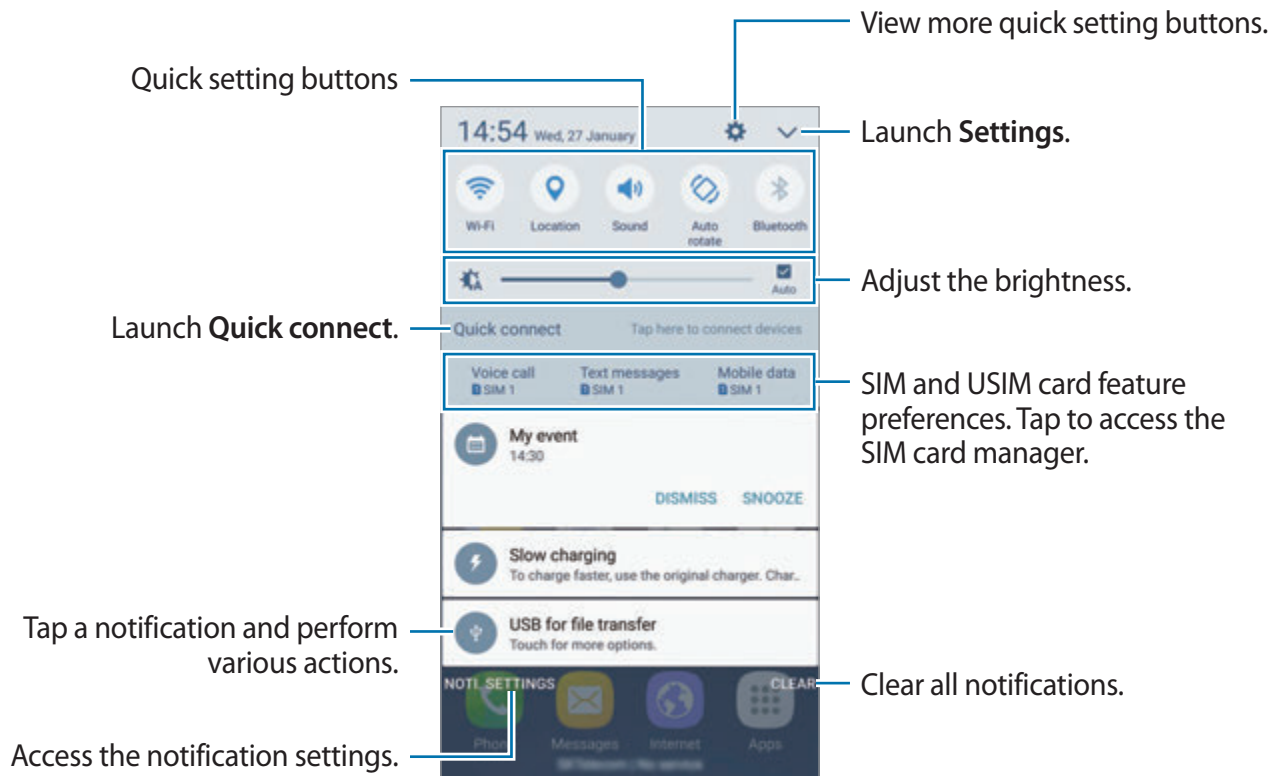 View more quick setting buttons.
Quick setting buttons
14:54 Wed, 27 January
Launch Settings.
Wi-Fi
Location
Sound
Auto
rotate
Bluetooth
Auto
Adjust the brightness.
Launch Quick connect.
Quick connect
Tap here to connect devices
Voice call
SIM 1
Text messages
SIM 1
Mobile data
SIM 1
SIM and USIM card feature
preferences. Tap to access the
SIM card manager.
My event
14:30
DISMISS SNOOZE
Slow charging
To charge faster, use the original charger. Char..
USB for file transfer
Touch for more options.
Tap a notification and perform
various actions.
NOTI. SETTINGS
CLEAR
Clear all notifications.
Phone
Messages
Internet
Apps
SKTelecom | No service
Access the notification settings.